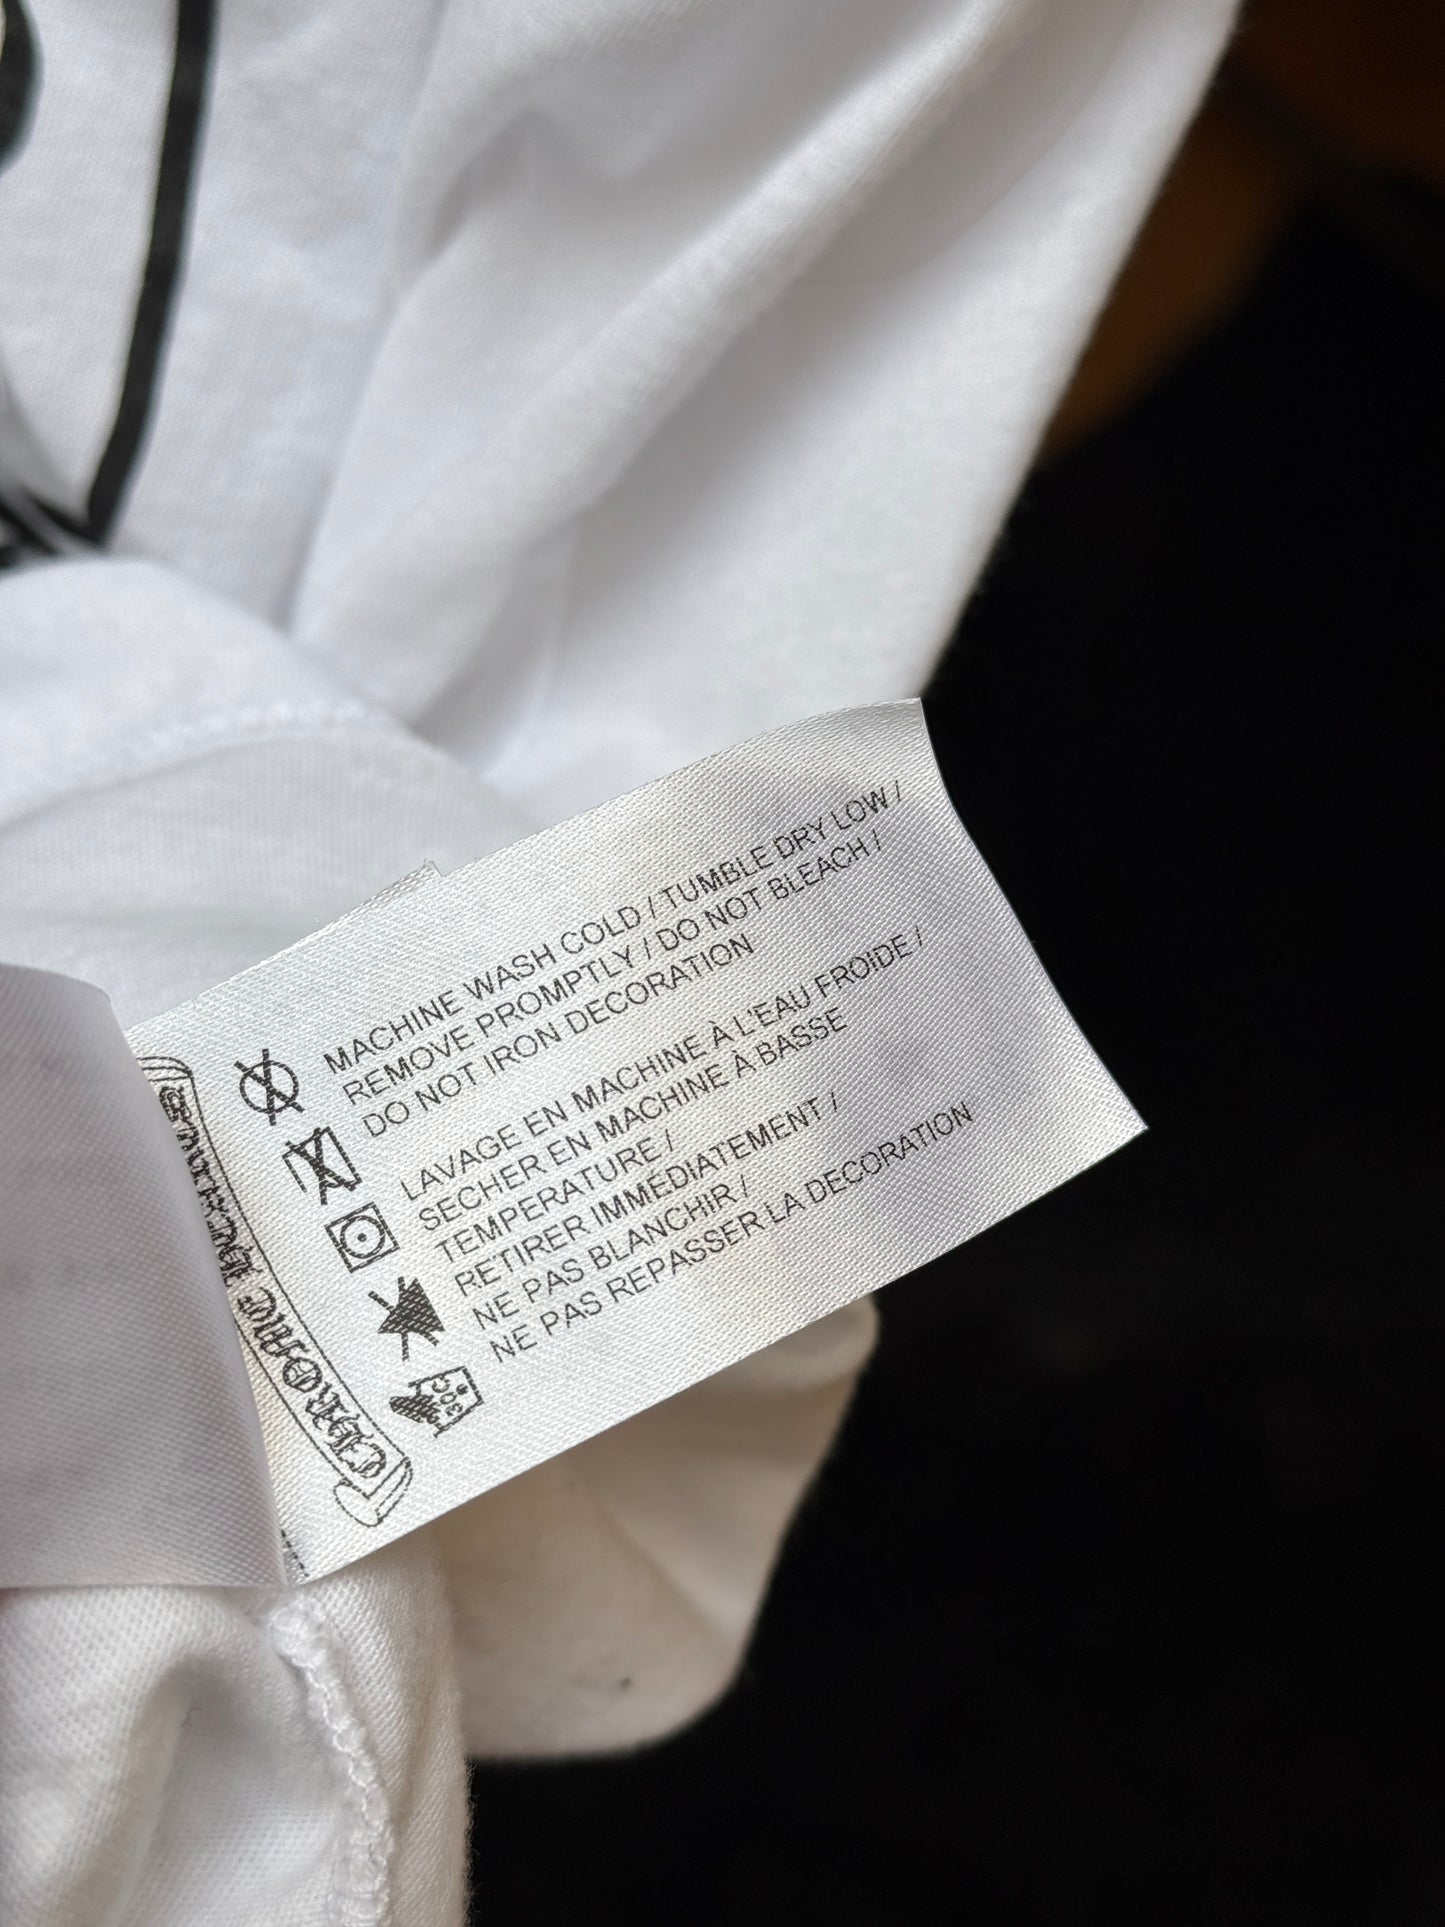 MACHINE WASH COLD / TUMBLE DRY LOW /
REMOVE PROMPTLY / DO NOT BLEACH /
DO NOT IRON DECORATION
LAVAGE EN MACHINE À L'EAU FROIDE /
SECHER EN MACHINE À BASSE
TEMPERATURE /
RETIRER IMMÉDIATEMENT /
NE PAS BLANCHIR /
NE PAS REPASSER LA DECORATION
30C